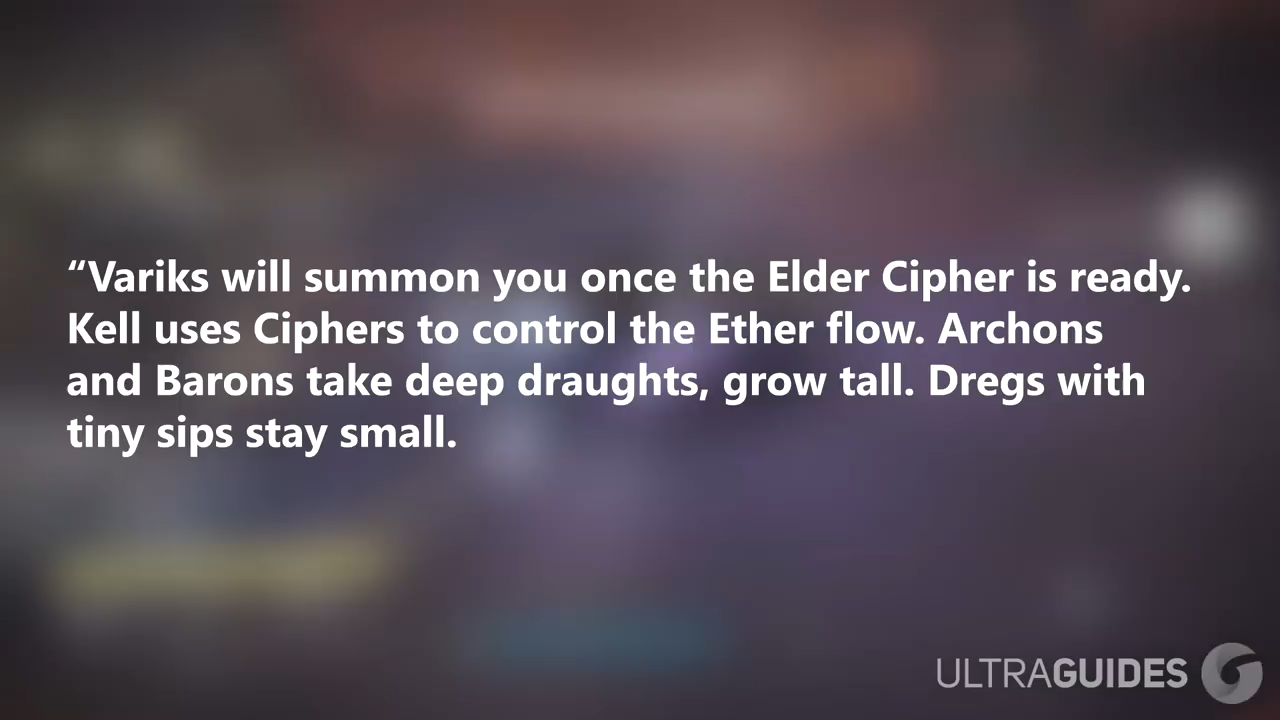 “Variks will summon you once the Elder Cipher is ready.
Kell uses Ciphers to control the Ether flow. Archons
and Barons take deep draughts, grow tall. Dregs with
tiny sips stay small.
ULTRAGUIDES